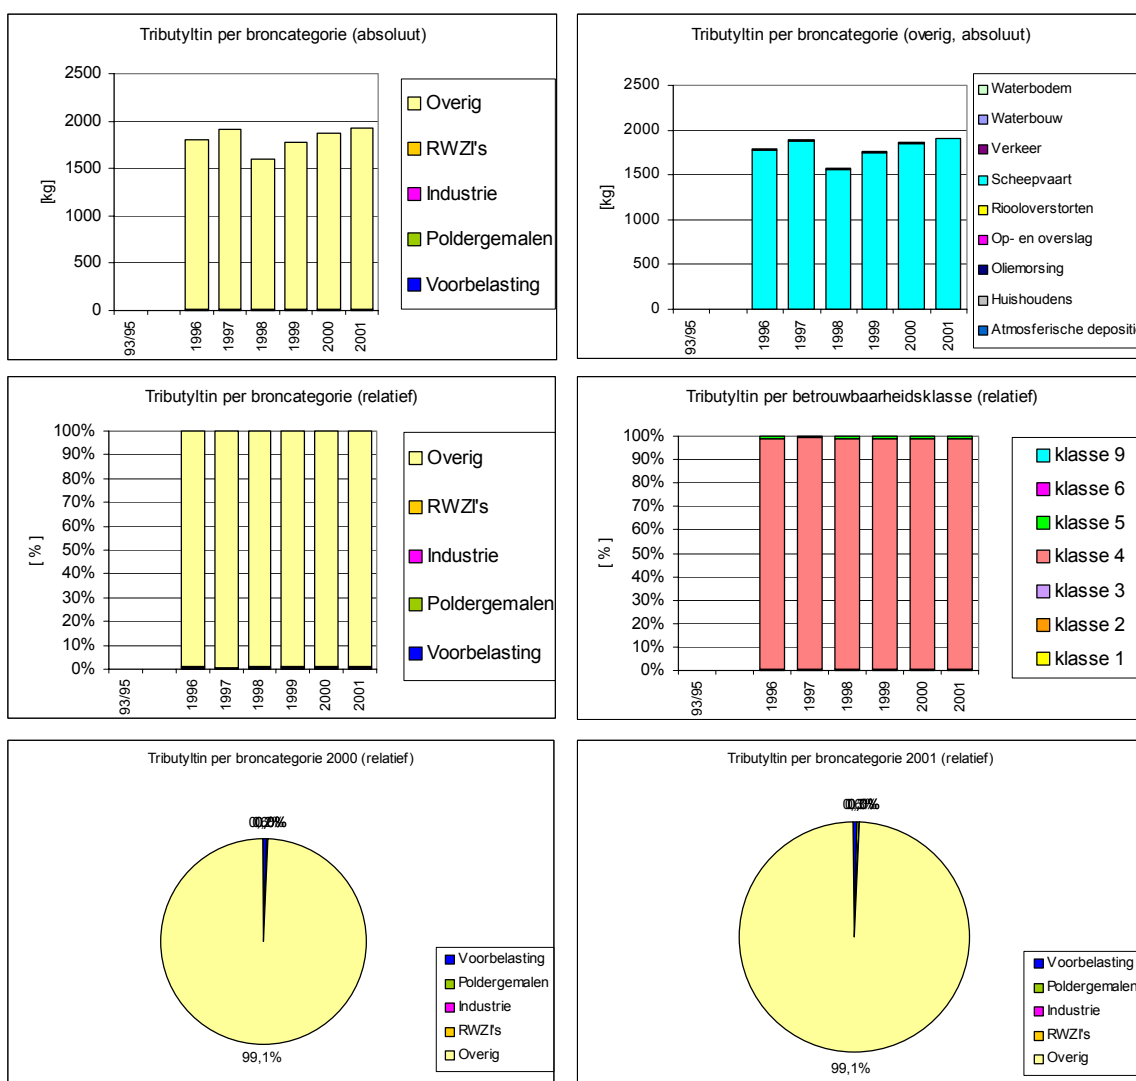 Tributyltin per broncategorie (absoluut)
2500
2000
1500
1000
500
0
[kg]
93/95
1996
1997
1998
1999
2000
2001
Overig
RWZI's
Industrie
Poldergemalen
Voorbelasting
Tributyltin per broncategorie (overig, absoluut)
2500
2000
1500
1000
500
0
[kg]
93/95
1996
1997
1998
1999
2000
2001
Waterbodem
Waterbouw
Verkeer
Scheepvaart
Riooloverstorten
Op- en overslag
Oliemorsing
Huishoudens
Atmosferische depositie
Tributyltin per broncategorie (relatief)
100%
90%
80%
70%
60%
50%
40%
30%
20%
10%
0%
[ % ]
93/95
1996
1997
1998
1999
2000
2001
Overig
RWZI's
Industrie
Poldergemalen
Voorbelasting
Tributyltin per betrouwbaarheidsklasse (relatief)
100%
90%
80%
70%
60%
50%
40%
30%
20%
10%
0%
[ % ]
93/95
1996
1997
1998
1999
2000
2001
klasse 9
klasse 6
klasse 5
klasse 4
klasse 3
klasse 2
klasse 1
Tributyltin per broncategorie 2000 (relatief)
99,1%
Voorbelasting
Poldergemalen
Industrie
RWZI's
Overig
Tributyltin per broncategorie 2001 (relatief)
99,1%
Voorbelasting
Poldergemalen
Industrie
RWZI's
Overig